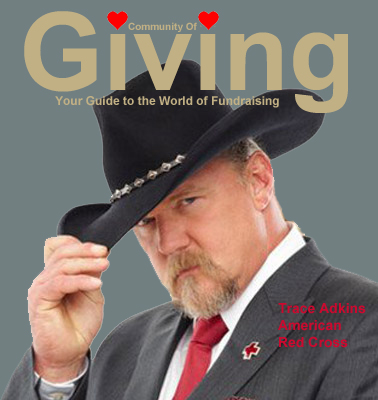 Community Of
Giving
Your Guide to the World of Fundraising
Trace Adkins
American
Red Cross